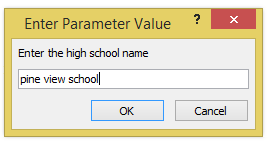 Enter Parameter Value ? x
Enter the high school name
pine view school
OK Cancel